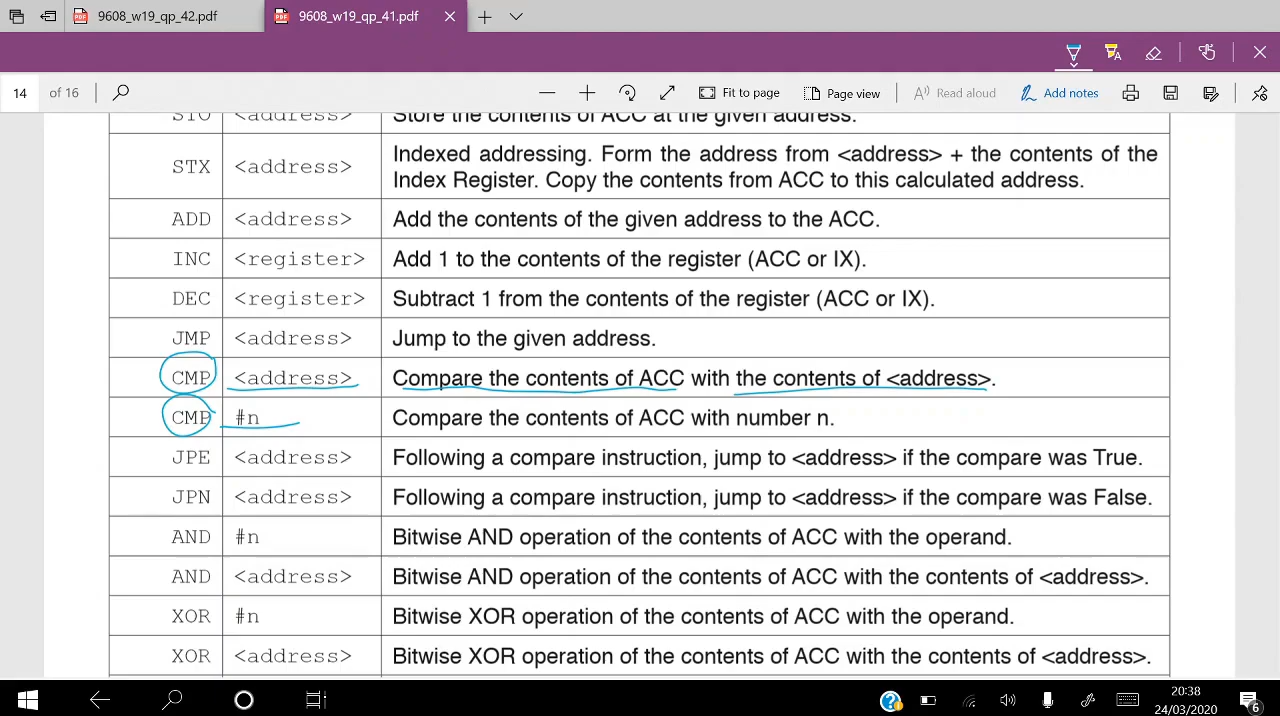 9608_w19_qp_42.pdf 9608_w19_qp_41.pdf
14 of 16 Fit to page Page view Read aloud Add notes
STO <address> Store the contents of ACC at the given address.
STX <address> Indexed addressing. Form the address from <address> + the contents of the
Index Register. Copy the contents from ACC to this calculated address.
ADD <address> Add the contents of the given address to the ACC.
INC <register> Add 1 to the contents of the register (ACC or IX).
DEC <register> Subtract 1 from the contents of the register (ACC or IX).
JMP <address> Jump to the given address.
CMP <address> Compare the contents of ACC with the contents of <address>.
CMP #n Compare the contents of ACC with number n.
JPE <address> Following a compare instruction, jump to <address> if the compare was True.
JPN <address> Following a compare instruction, jump to <address> if the compare was False.
AND #n Bitwise AND operation of the contents of ACC with the operand.
AND <address> Bitwise AND operation of the contents of ACC with the contents of <address>.
XOR #n Bitwise XOR operation of the contents of ACC with the operand.
XOR <address> Bitwise XOR operation of the contents of ACC with the contents of <address>.
20:38
24/03/2020
6